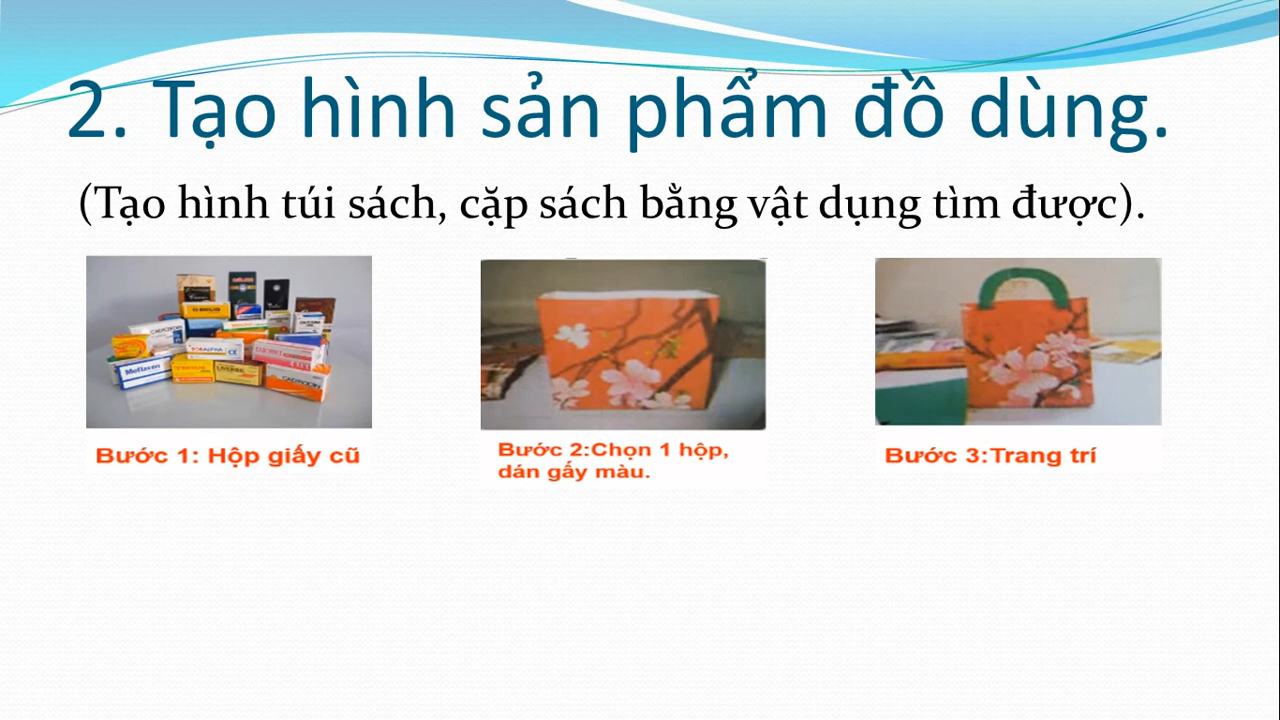 2. Tạo hình sản phẩm đồ dùng.
(Tạo hình túi sách, cặp sách bằng vật dụng tìm được).
Meflaven
Bước 1: Hộp giấy cũ
Bước 2:Chọn 1 hộp,
dán gấy màu.
Bước 3:Trang trí